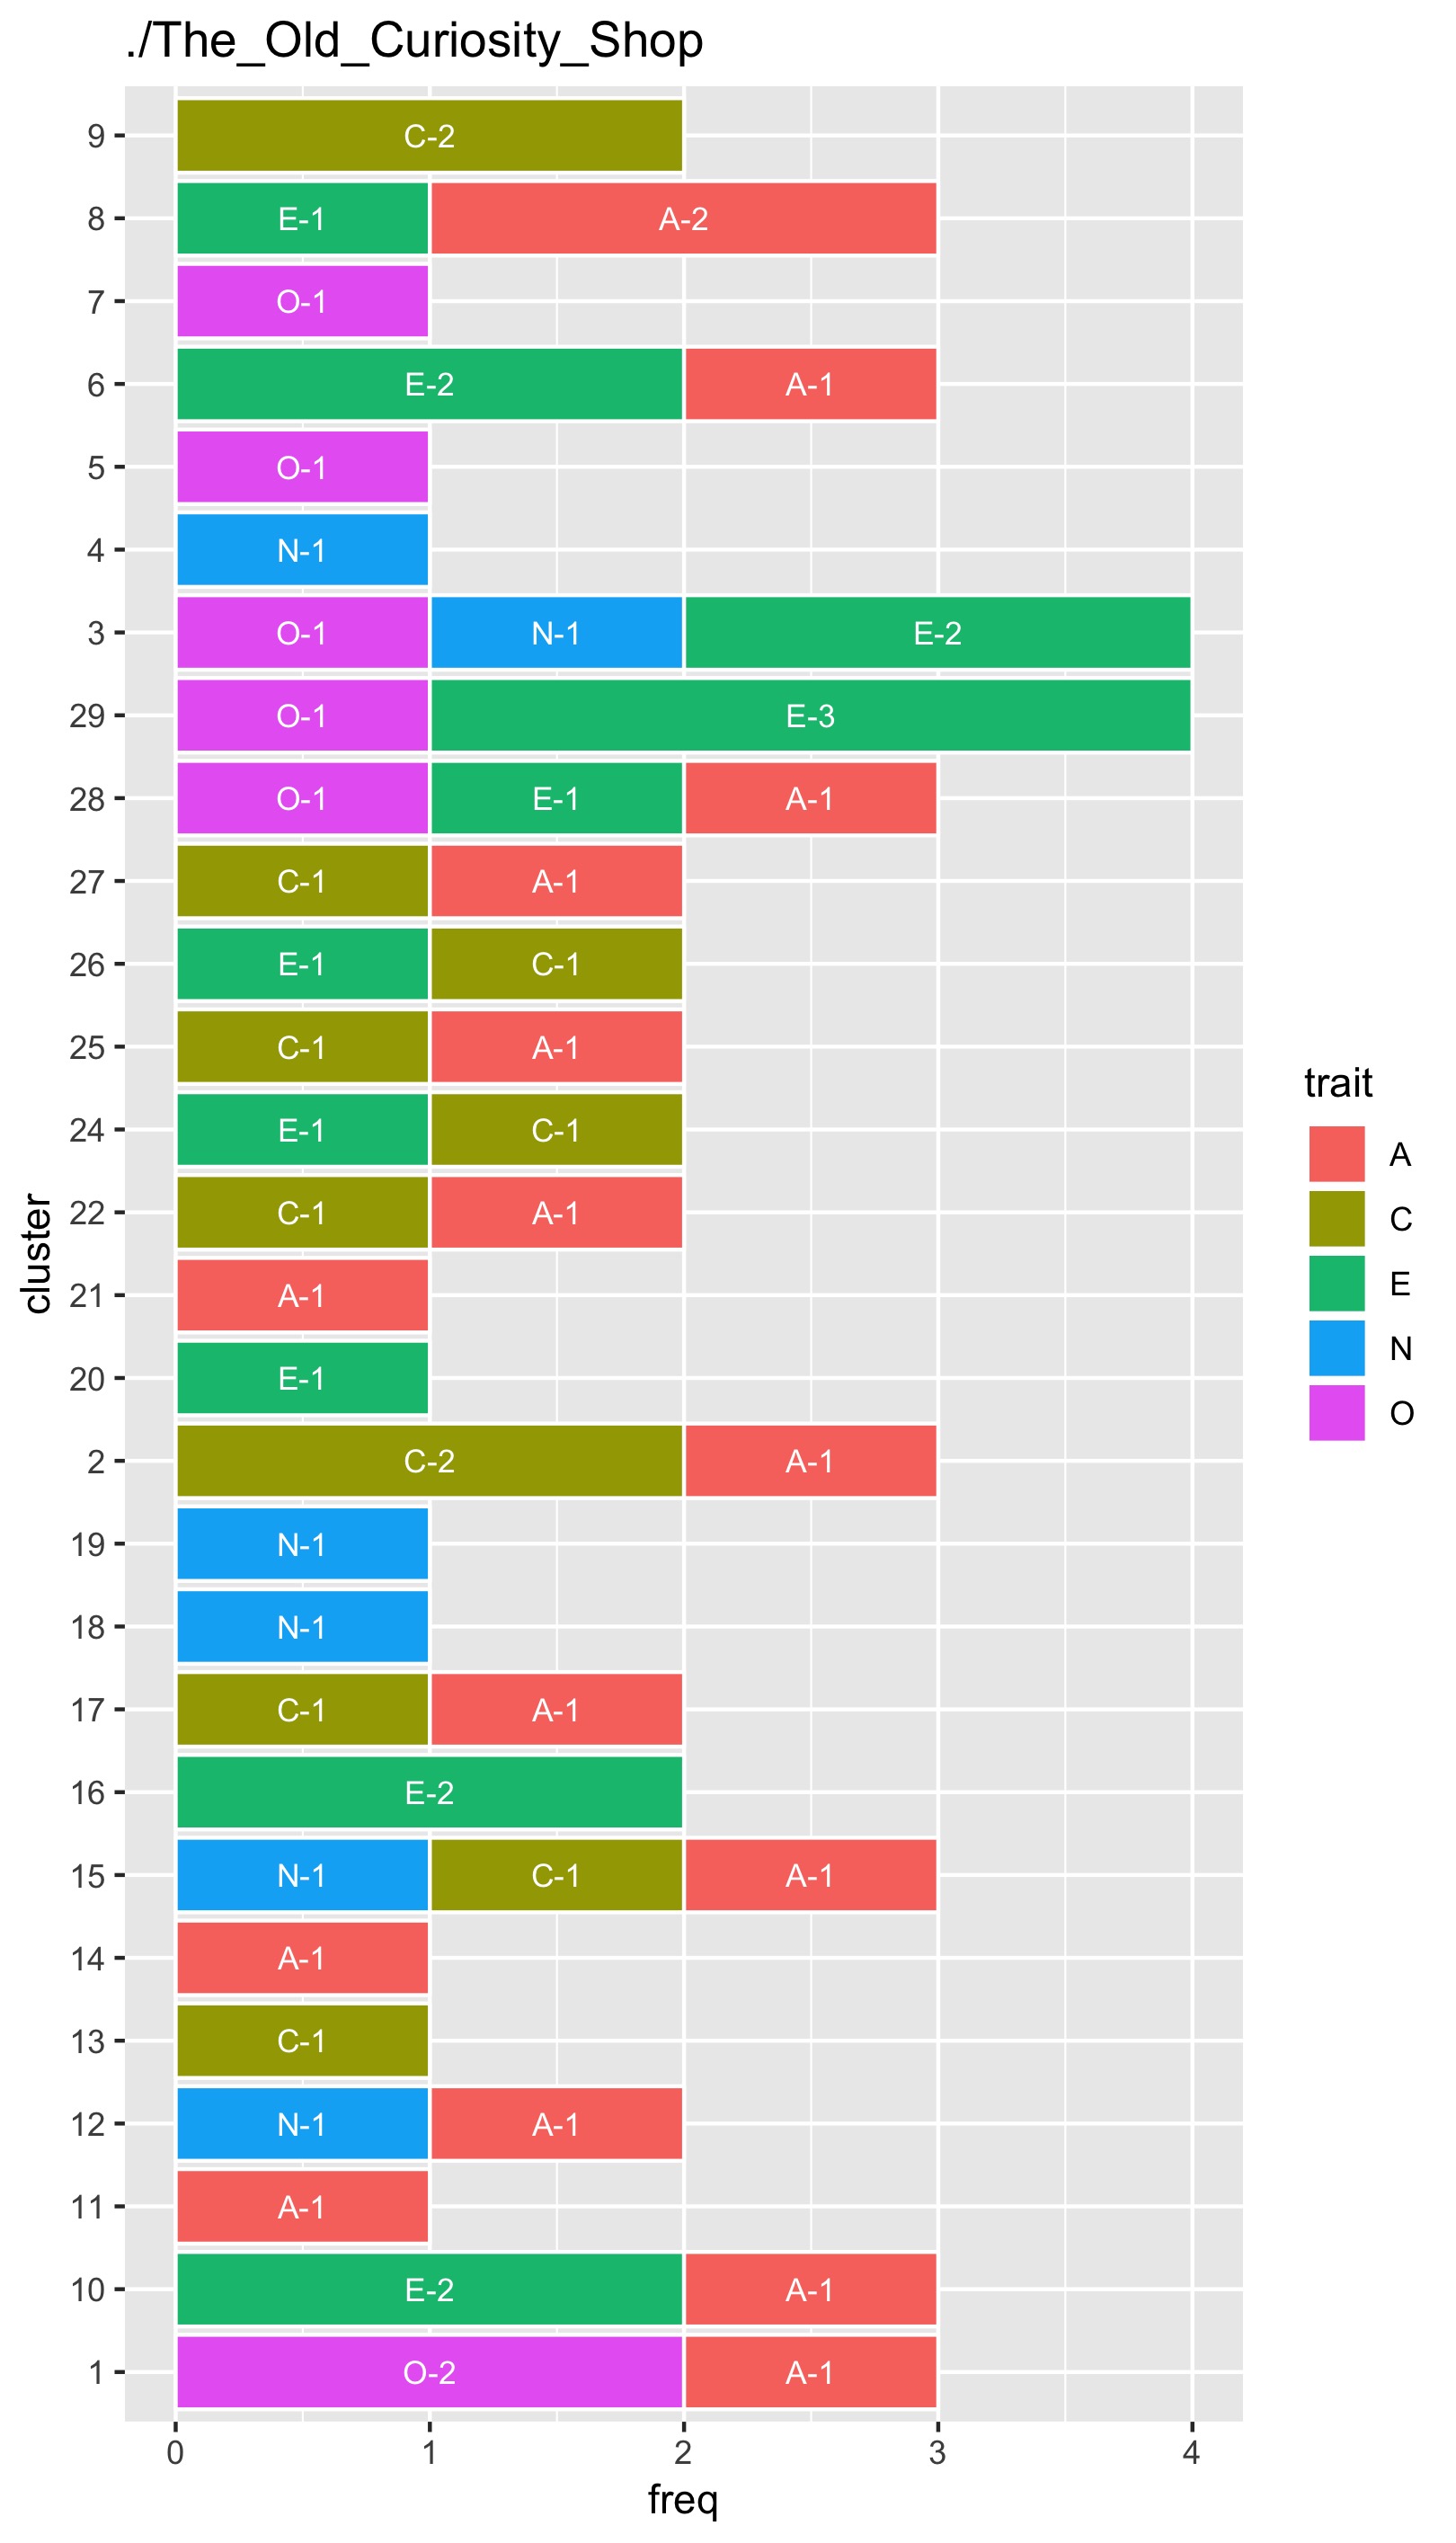 ./The_Old_Curiosity_Shop
9 C-2
8 E-1 A-2
7 O-1
6 E-2 A-1
5 O-1
4 N-1
3 O-1 N-1 E-2
29 O-1 E-3
28 O-1 E-1 A-1
27 C-1 A-1
26 E-1 C-1
25 C-1 A-1
24 E-1 C-1
22 C-1 A-1
21 A-1
20 E-1
2 C-2 A-1
19 N-1
18 N-1
17 C-1 A-1
16 E-2
15 N-1 C-1 A-1
14 A-1
13 C-1
12 N-1 A-1
11 A-1
10 E-2 A-1
1 O-2 A-1
0 1 2 3 4
freq
cluster
trait
A
C
E
N
O